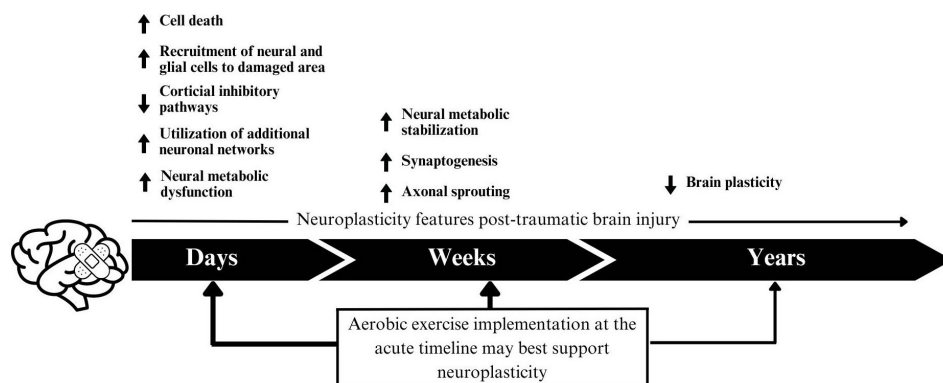 Cell death
Recruitment of neural and
glial cells to damaged area
Corticial inhibitory
pathways
Utilization of additional
neuronal networks
Neural metabolic
dysfunction
Neural metabolic
stabilization
Synaptogenesis
Axonal sprouting
Brain plasticity
Neuroplasticity features post-traumatic brain injury
Days
Weeks
Years
Aerobic exercise implementation at the
acute timeline may best support
neuroplasticity